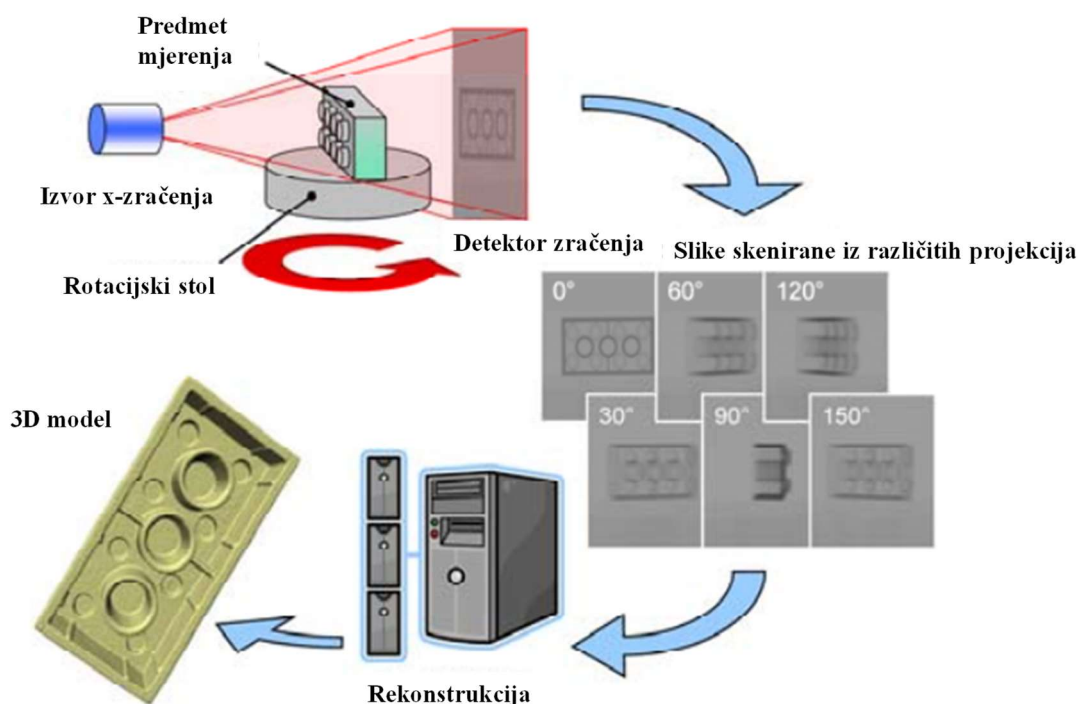 Predmet
mjerenja
Izvor x-zračenja
Rotacijski stol
Detektor zračenja
Slike skenirane iz različitih projekcija
0°
60°
120°
30°
90°
150°
3D model
Rekonstrukcija